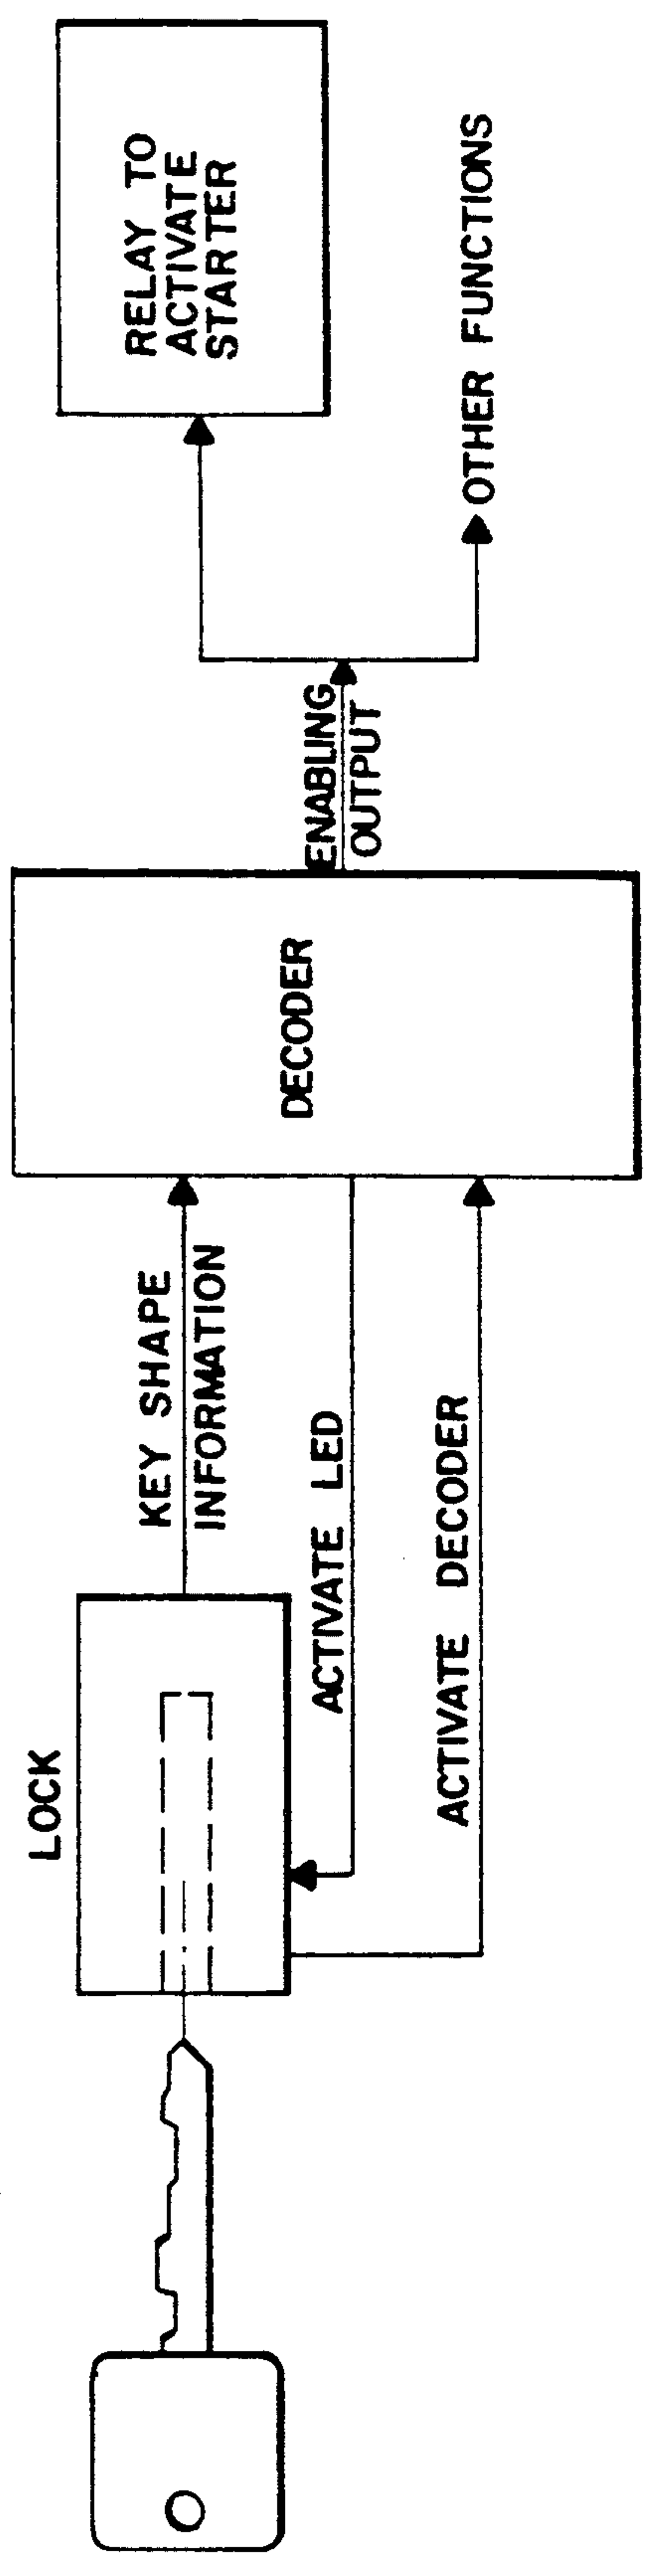 LOCK
KEY SHAPE
INFORMATION
ACTIVATE LED
ACTIVATE DECODER
DECODER
ENABLING
OUTPUT
RELAY TO
ACTIVATE
STARTER
OTHER FUNCTIONS